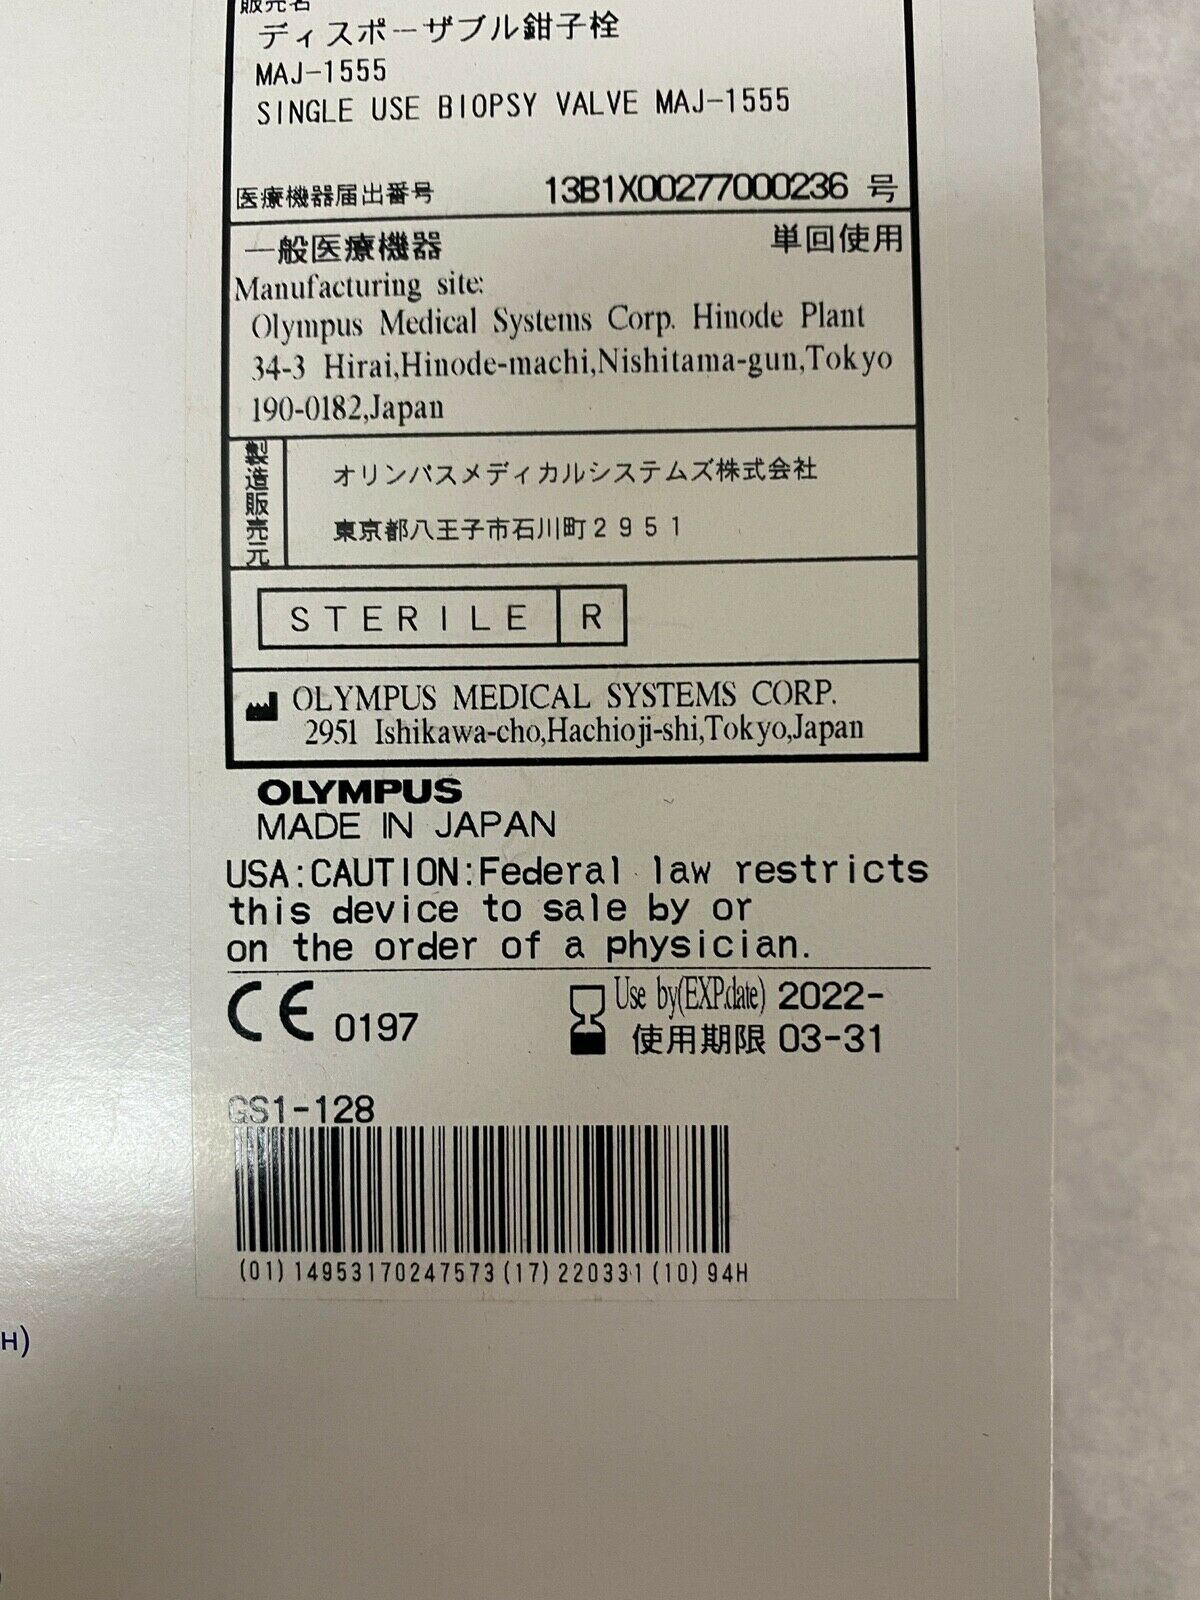 販売名
ディスポーザブル鉗子栓
MAJ-1555
SINGLE USE BIOPSY VALVE MAJ-1555
医療機器届出番号 13B1X00277000236 号
一般医療機器 単回使用
Manufacturing site:
Olympus Medical Systems Corp. Hinode Plant
34-3 Hirai,Hinode-machi,Nishitama-gun,Tokyo
190-0182,Japan
製造販売元
オリンパスメディカルシステムズ株式会社
東京都八王子市石川町2951
STERILE R
OLYMPUS MEDICAL SYSTEMS CORP.
2951 Ishikawa-cho,Hachioji-shi,Tokyo,Japan
OLYMPUS
MADE IN JAPAN
USA:CAUTION:Federal law restricts
this device to sale by or
on the order of a physician.
CE 0197
Use by(EXP.date) 2022-
使用期限 03-31
GS1-128
(01)14953170247573(17)220331(10)94H
H)